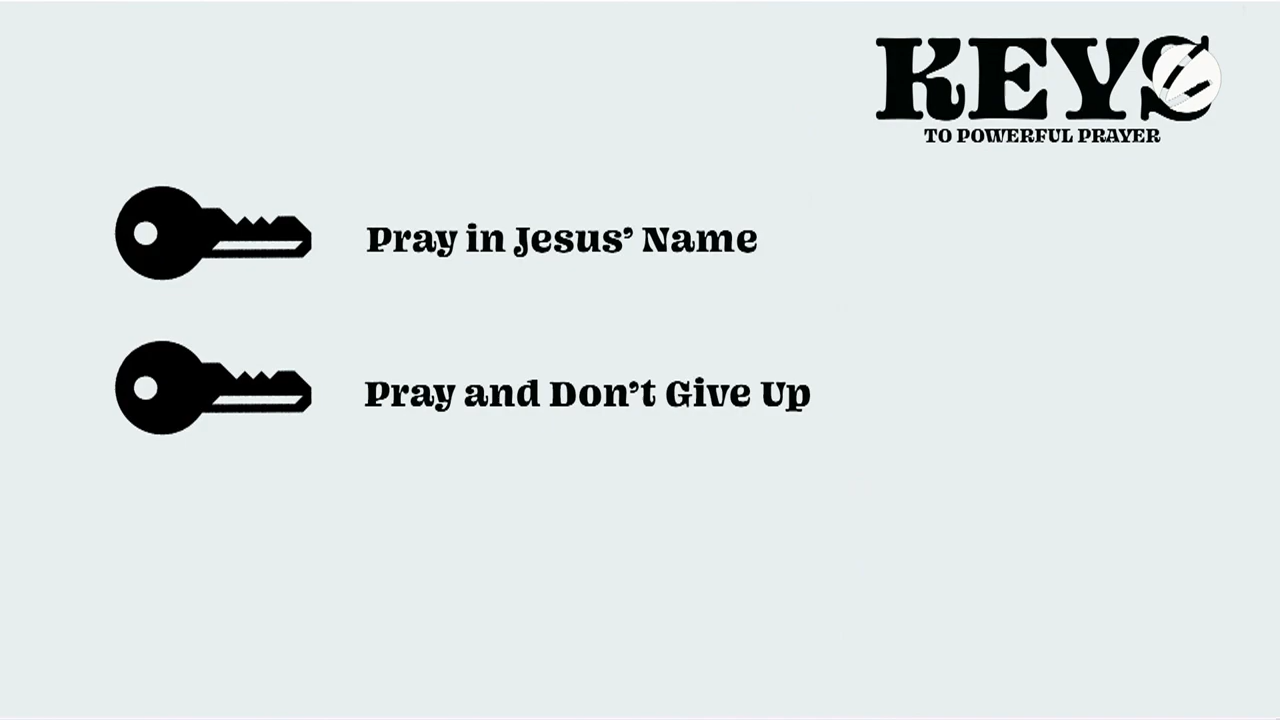 KEYS
TO POWERFUL PRAYER
Pray in Jesus’ Name
Pray and Don’t Give Up